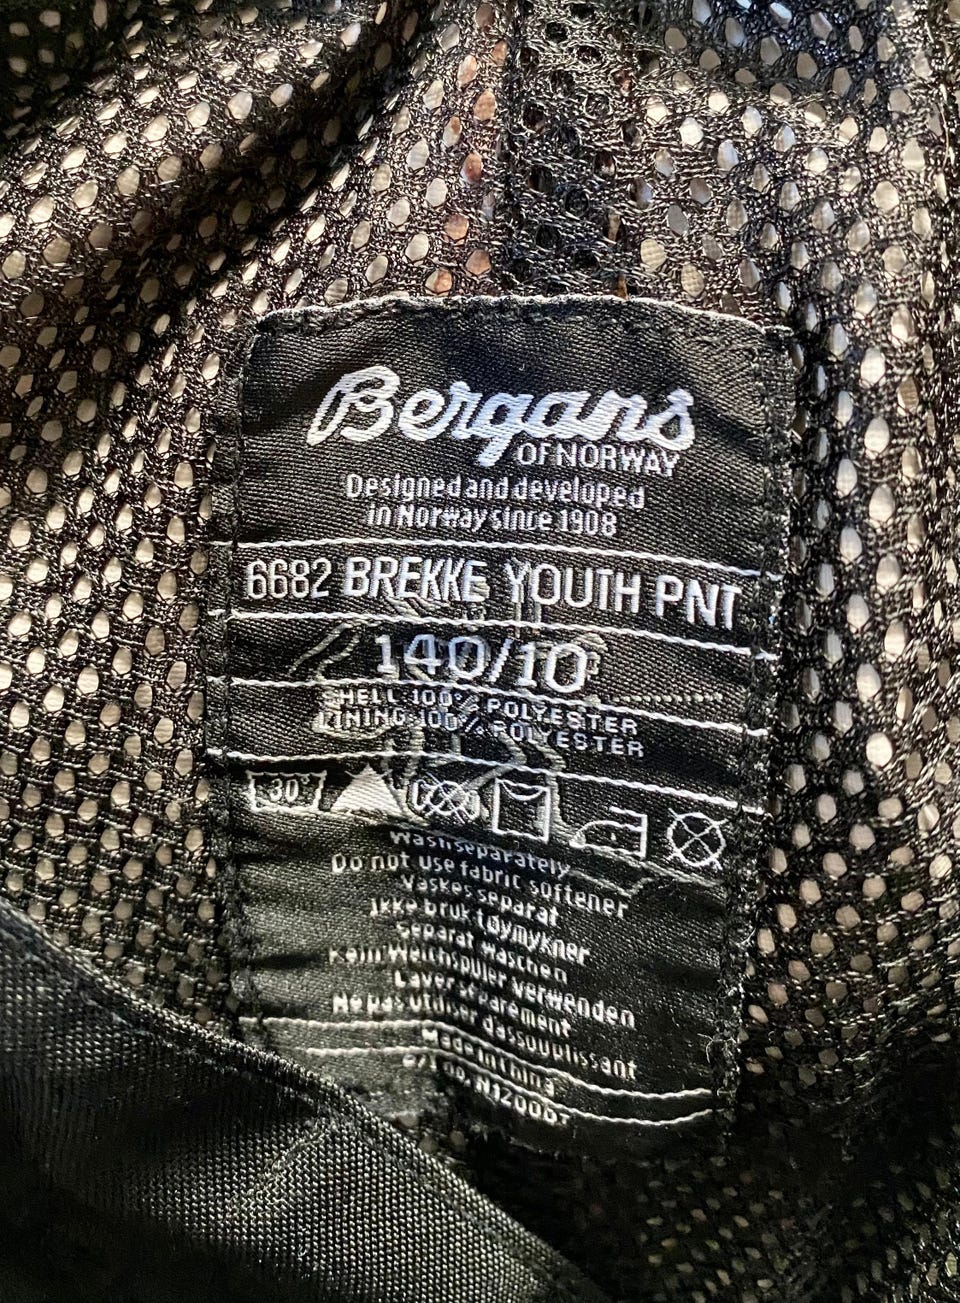 Bergans
OF NORWAY
Designed and developed
in Norway since 1908
6682 BREKKE YOUTH PNT
140/10
SHELL 100% POLYESTER
LINING 100% POLYESTER
30°
Wash separately
Do not use fabric softener
Vaskes separat
Ikke bruk tøymykner
Separat waschen
Kein Weichspüler verwenden
Laver séparement
Ne pas utiliser dassouplissant
Made in China